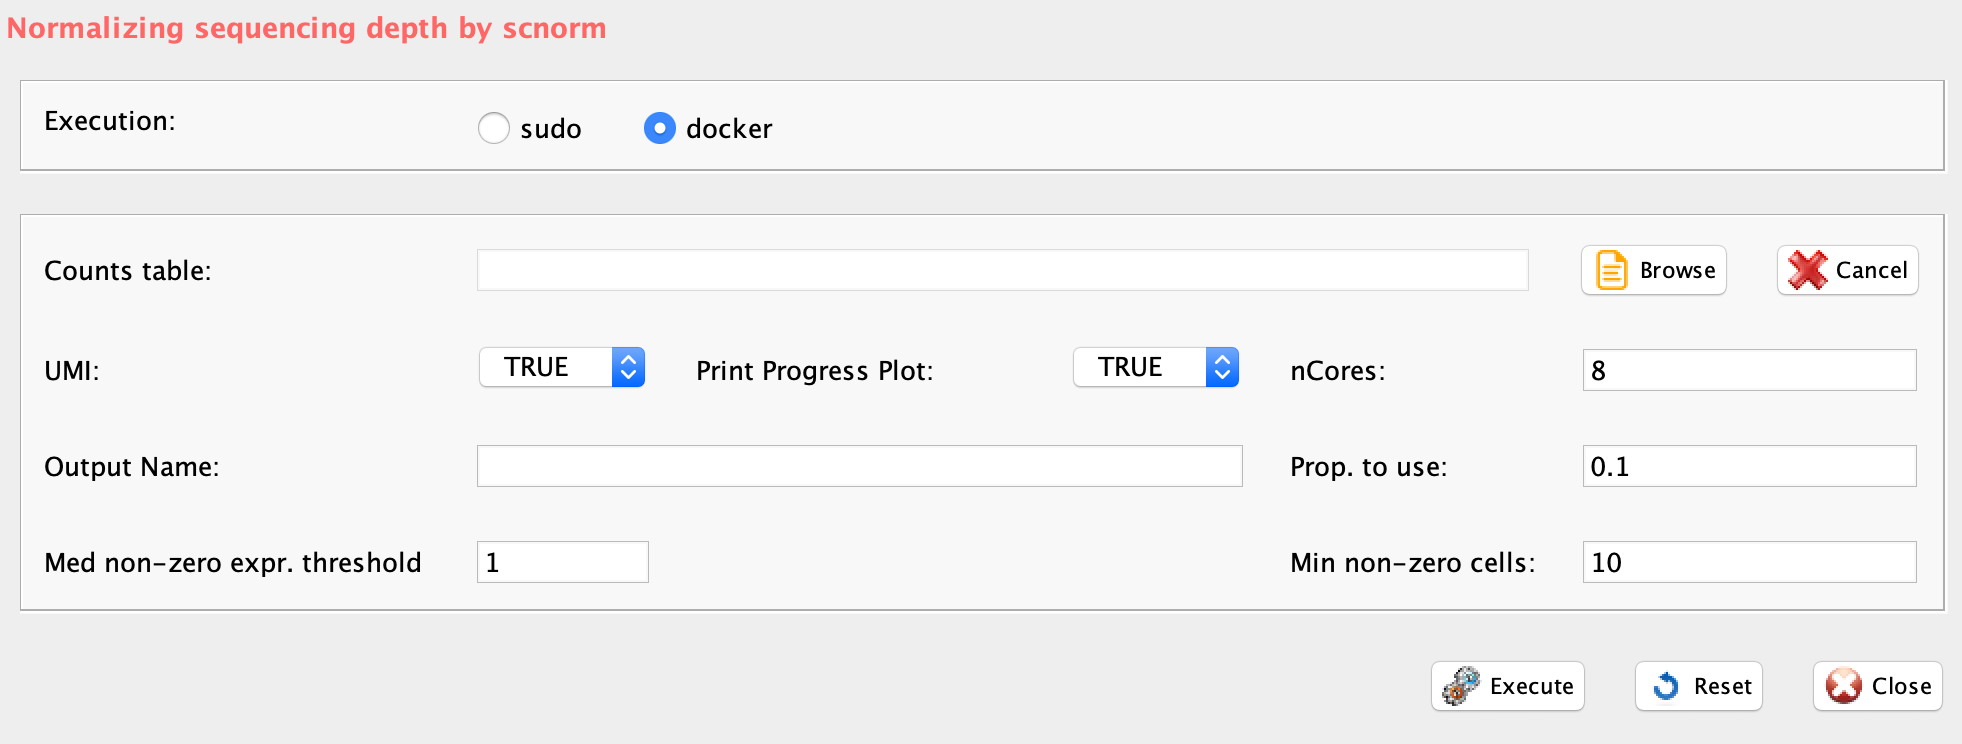 Normalizing sequencing depth by scnorm
Execution: sudo docker
Counts table: Browse Cancel
UMI: TRUE Print Progress Plot: TRUE nCores: 8
Output Name: Prop. to use: 0.1
Med non-zero expr. threshold 1 Min non-zero cells: 10
Execute Reset Close